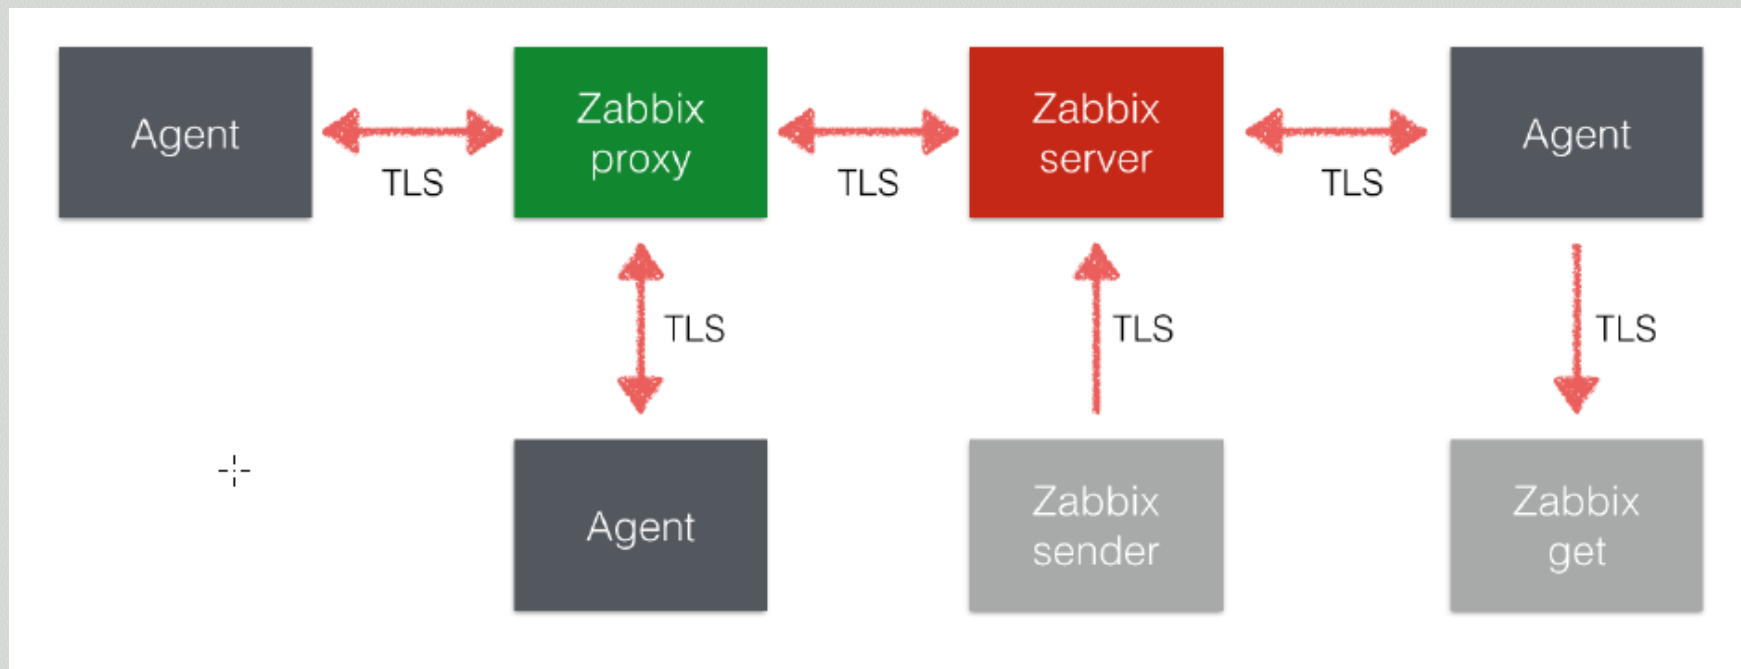 Agent
TLS
Zabbix
proxy
TLS
Zabbix
server
TLS
Agent
TLS
TLS
TLS
Agent
Zabbix
sender
Zabbix
get